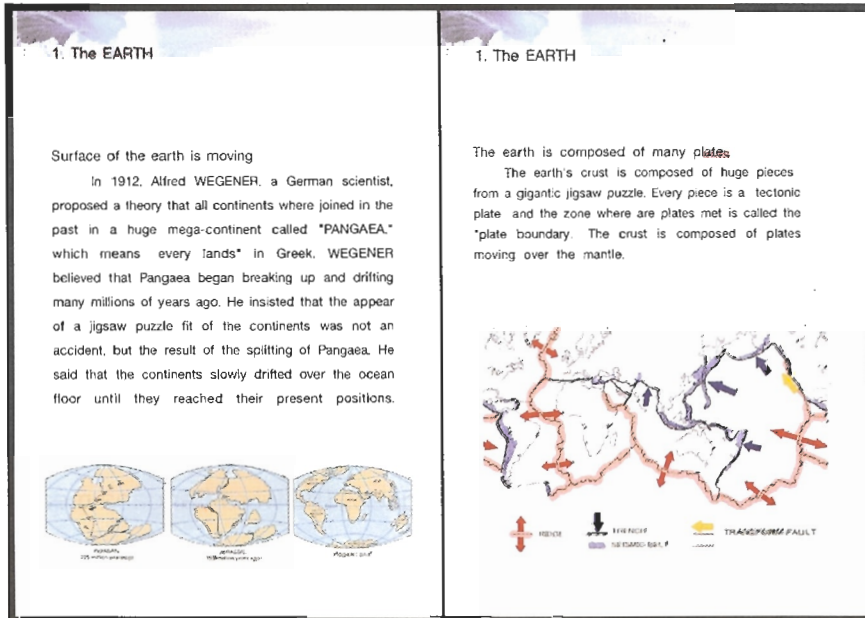 1. The EARTH
Surface of the earth is moving
In 1912, Alfred WEGENER, a German scientist,
proposed a theory that all continents where joined in the
past in a huge mega-continent called "PANGAEA."
which means every lands" in Greek. WEGENER
believed that Pangaea began breaking up and drifting
many millions of years ago. He insisted that the appear
of a jigsaw puzzle fit of the continents was not an
accident, but the result of the splitting of Pangaea. He
said that the continents slowly drifted over the ocean
floor until they reached their present positions.
1. The EARTH
The earth is composed of many plates
The earth's crust is composed of huge pieces
from a gigantic jigsaw puzzle. Every piece is a tectonic
plate and the zone where are plates met is called the
"plate boundary. The crust is composed of plates
moving over the mantle.
RIDGE
TRENCH
TRANSFORM FAULT